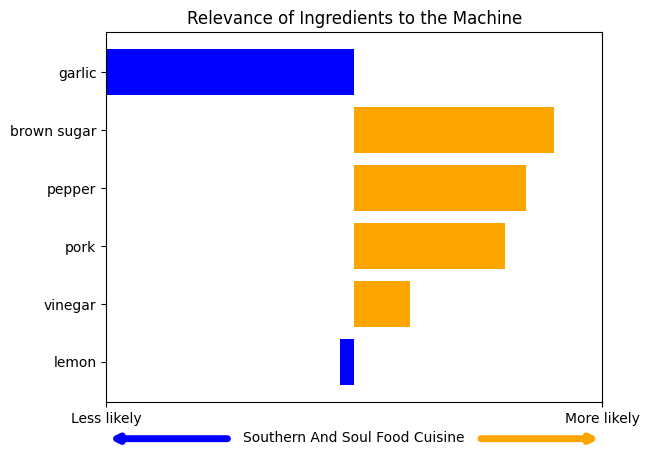 Relevance of Ingredients to the Machine
garlic
brown sugar
pepper
pork
vinegar
lemon
Less likely
More likely
Southern And Soul Food Cuisine